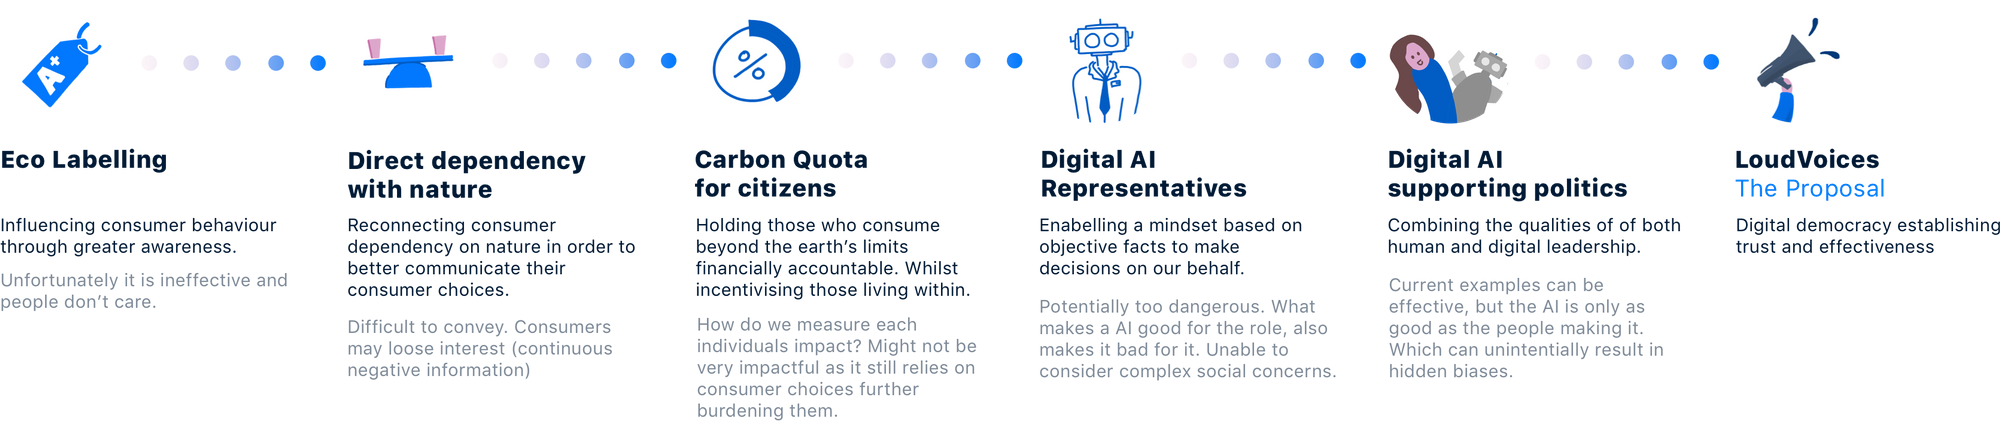 A+
%
Eco Labelling
Influencing consumer behaviour
through greater awareness.
Unfortunately it is ineffective and
people don’t care.
Direct dependency
with nature
Reconnecting consumer
dependency on nature in order to
better communicate their
consumer choices.
Difficult to convey. Consumers
may loose interest (continuous
negative information)
Carbon Quota
for citizens
Holding those who consume
beyond the earth’s limits
financially accountable. Whilst
incentivising those living within.
How do we measure each
individuals impact? Might not be
very impactful as it still relies on
consumer choices further
burdening them.
Digital AI
Representatives
Enabelling a mindset based on
objective facts to make
decisions on our behalf.
Potentially too dangerous. What
makes a AI good for the role, also
makes it bad for it. Unable to
consider complex social concerns.
Digital AI
supporting politics
Combining the qualities of of both
human and digital leadership.
Current examples can be
effective, but the AI is only as
good as the people making it.
Which can unintentially result in
hidden biases.
LoudVoices
The Proposal
Digital democracy establishing
trust and effectiveness